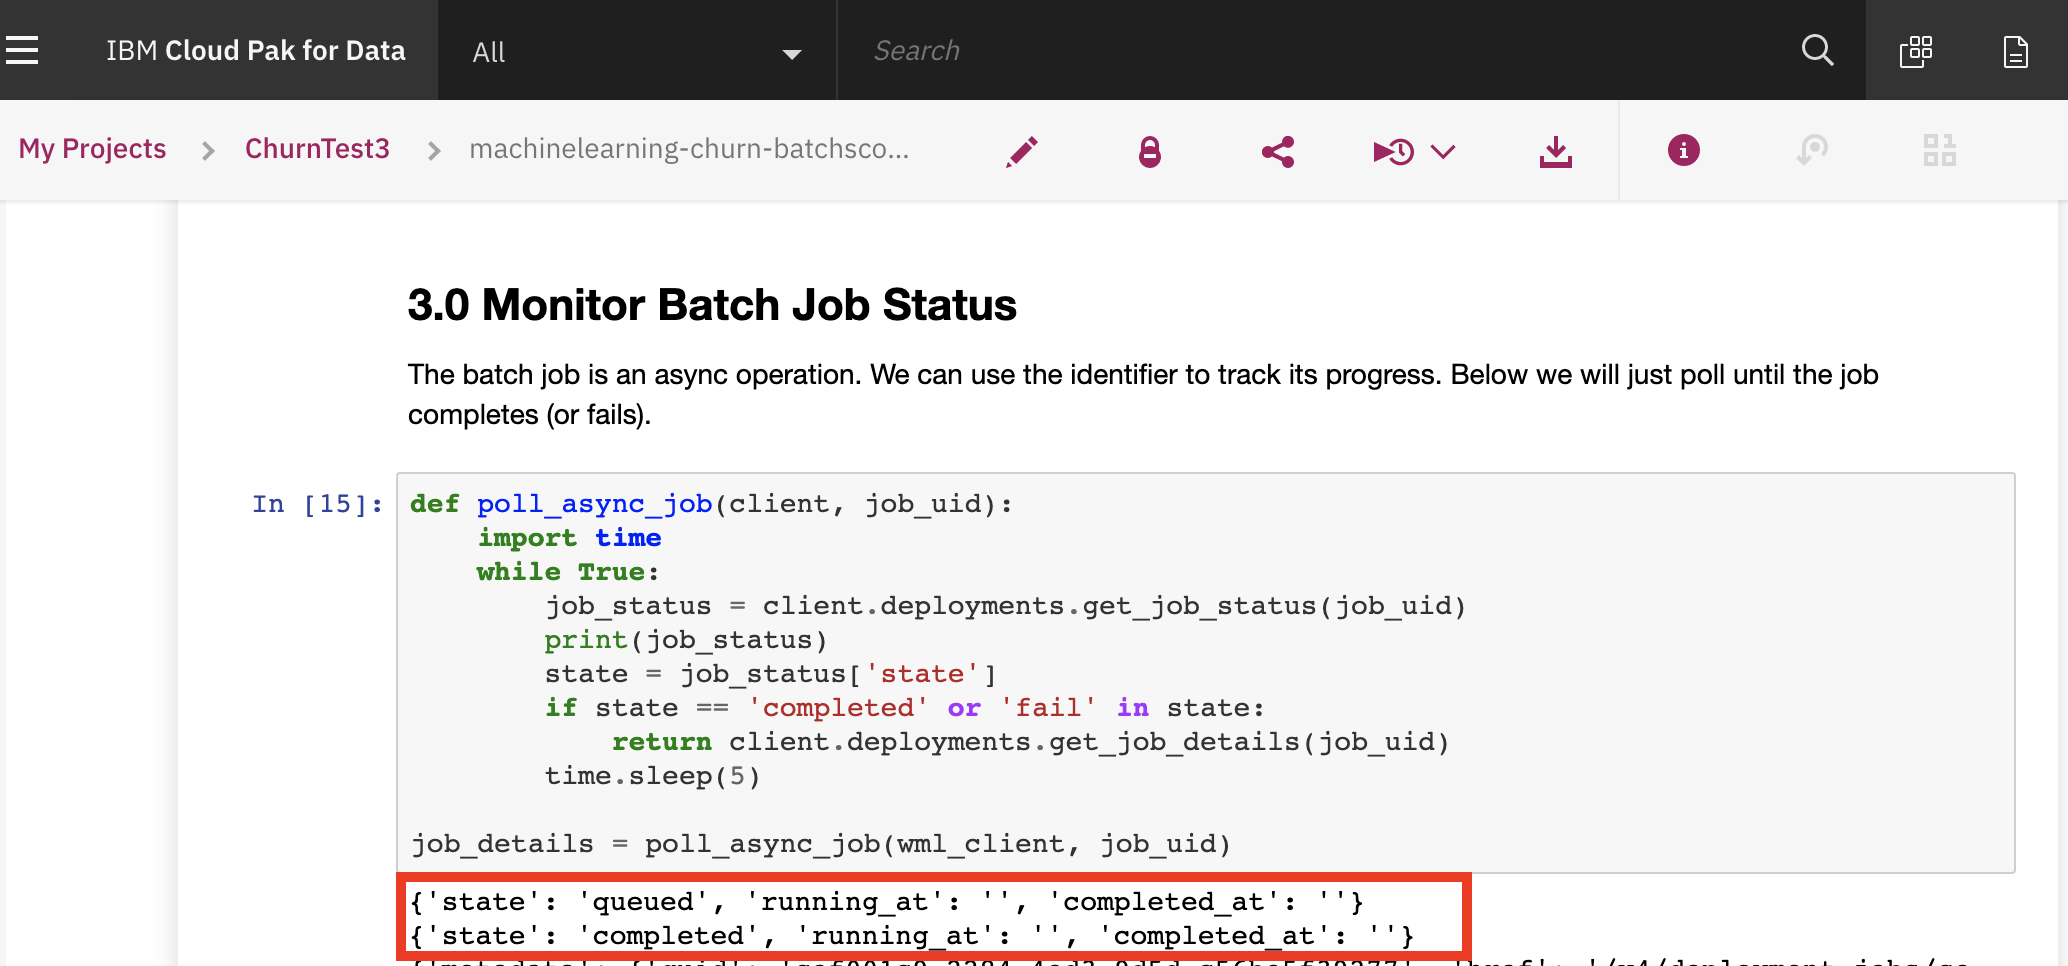 IBM Cloud Pak for Data
All
Search
My Projects
ChurnTest3
machinelearning-churn-batchsco...
3.0 Monitor Batch Job Status
The batch job is an async operation. We can use the identifier to track its progress. Below we will just poll until the job
completes (or fails).
In [15]:
def poll_async_job(client, job_uid):
import time
while True:
job_status = client.deployments.get_job_status(job_uid)
print(job_status)
state = job_status['state']
if state == 'completed' or 'fail' in state:
return client.deployments.get_job_details(job_uid)
time.sleep(5)
job_details = poll_async_job(wml_client, job_uid)
{'state': 'queued', 'running_at': '', 'completed_at': ''}
{'state': 'completed', 'running_at': '', 'completed_at': ''}